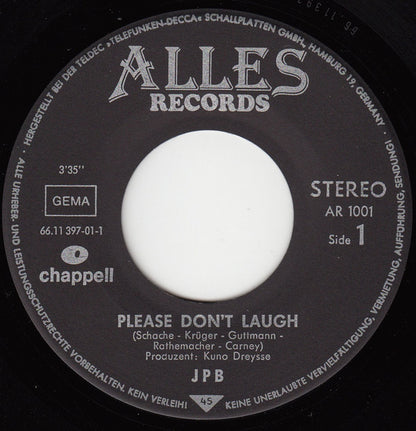 HERGESTELLT BEI DER TELDEC »TELEFUNKEN-DECCA« SCHALLPLATTEN GMBH, HAMBURG 19, GERMANY ·
ALLES
RECORDS
3'35''
GEMA
66.11 397-01-1
chappell
STEREO
AR 1001
Side 1
PLEASE DON'T LAUGH
(Schache - Krüger - Guttmann -
Rathemacher - Carney)
Produzent: Kuno Dreysse
JPB
ALLE URHEBER- UND LEISTUNGSSCHUTZRECHTE VORBEHALTEN. KEIN VERLEIH! KEINE UNERLAUBTE VERVIELFÄLTIGUNG, VERMIETUNG, AUFFÜHRUNG, SENDUNG!
45